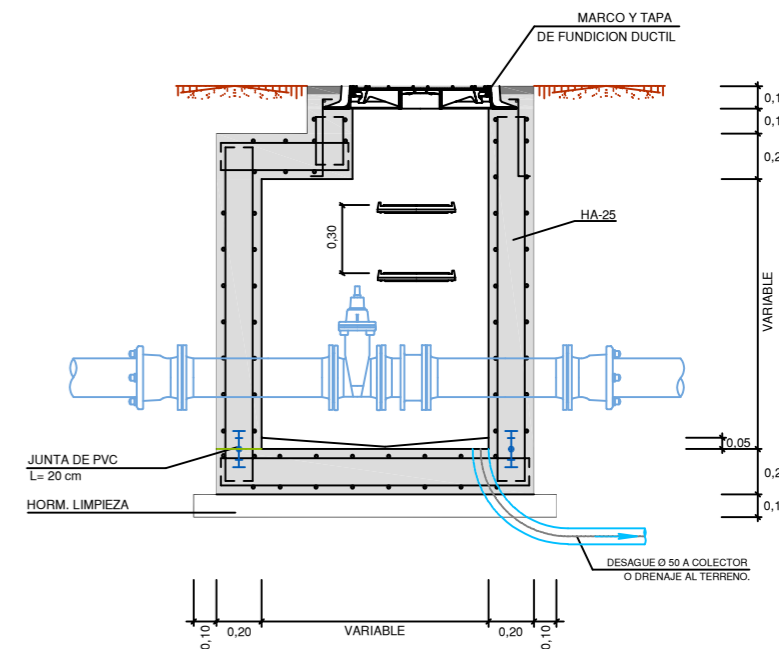 MARCO Y TAPA
DE FUNDICION DUCTIL
0,1
0,1
0,2
HA-25
0,30
VARIABLE
0,05
JUNTA DE PVC
L= 20 cm
0,2
HORM. LIMPIEZA
0,1
DESAGUE Ø 50 A COLECTOR
O DRENAJE AL TERRENO.
0,10
0,20
VARIABLE
0,20
0,10